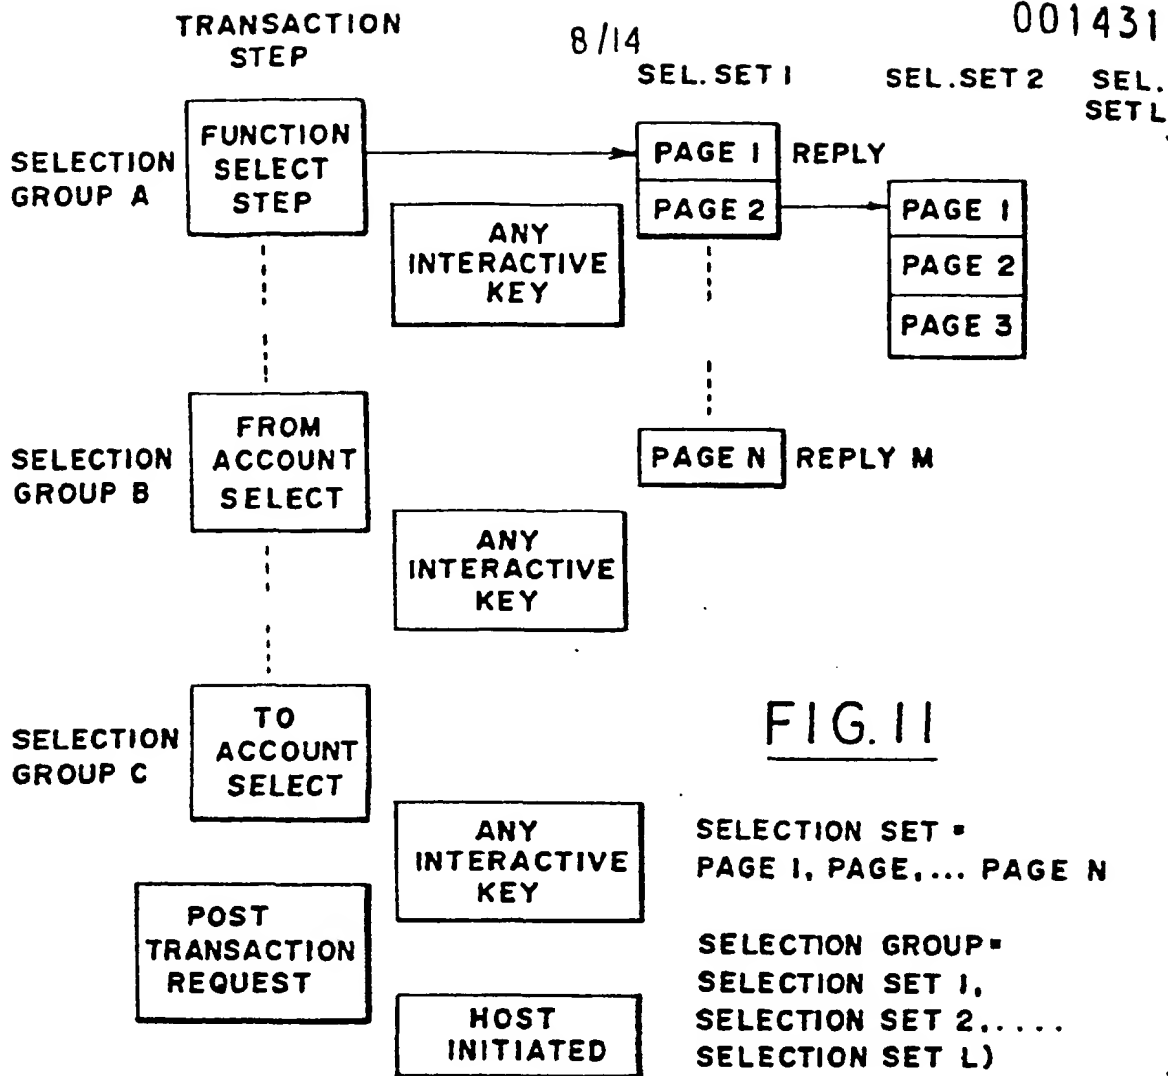 TRANSACTION
STEP
8/14
001431
SEL. SET 1
SEL. SET 2
SEL.
SET L
SELECTION
GROUP A
FUNCTION
SELECT
STEP
PAGE 1
REPLY
PAGE 2
ANY
INTERACTIVE
KEY
PAGE 1
PAGE 2
PAGE 3
SELECTION
GROUP B
FROM
ACCOUNT
SELECT
PAGE N
REPLY M
ANY
INTERACTIVE
KEY
SELECTION
GROUP C
TO
ACCOUNT
SELECT
FIG. 11
ANY
INTERACTIVE
KEY
SELECTION SET =
PAGE 1, PAGE,... PAGE N
POST
TRANSACTION
REQUEST
SELECTION GROUP=
SELECTION SET 1,
SELECTION SET 2,.....
SELECTION SET L)
HOST
INITIATED